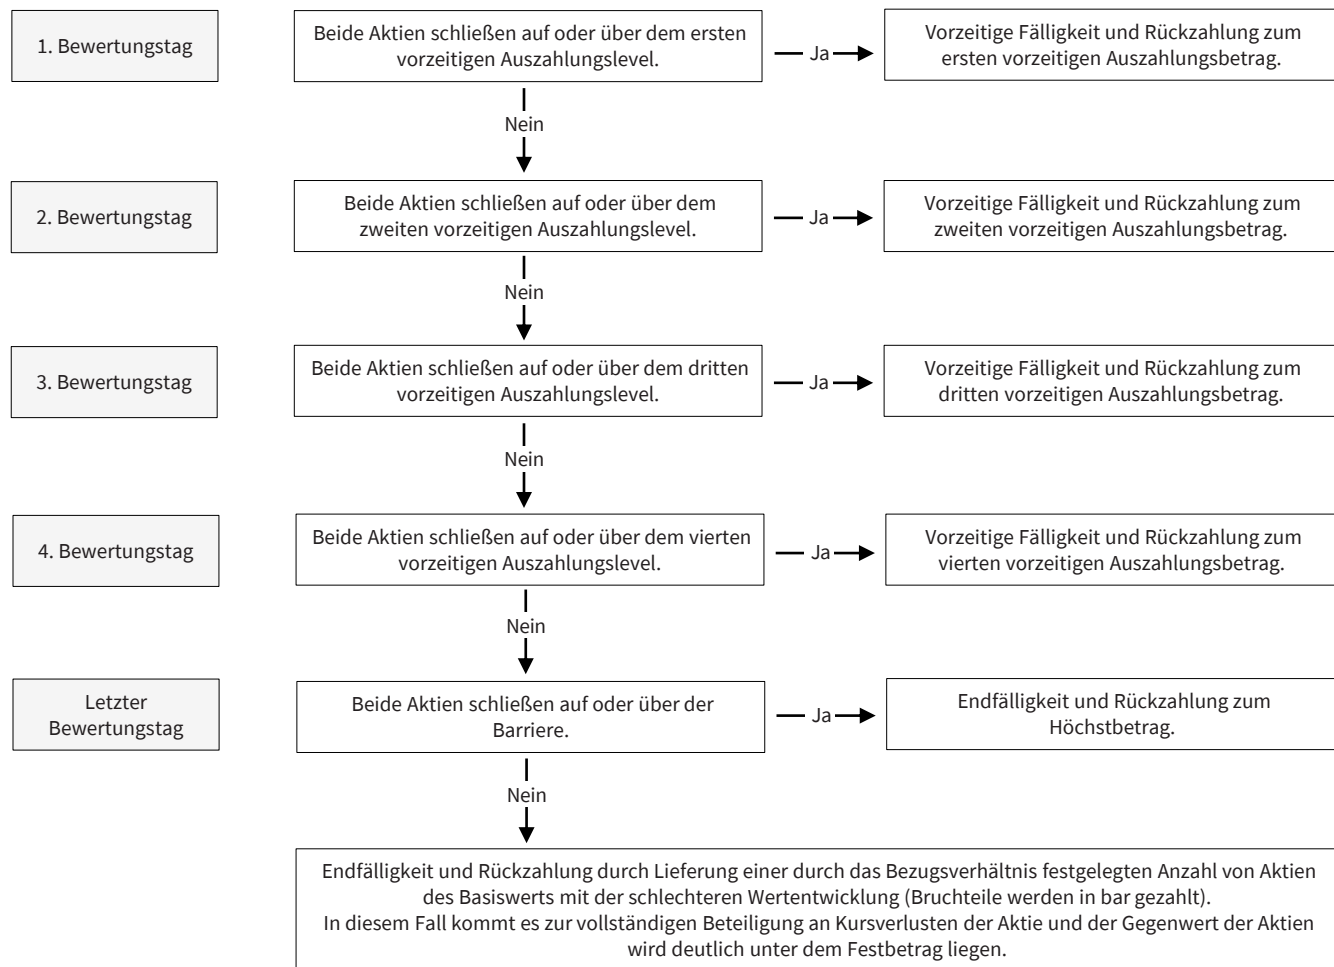 1. Bewertungstag
Beide Aktien schließen auf oder über dem ersten
vorzeitigen Auszahlungslevel.
Ja
Vorzeitige Fälligkeit und Rückzahlung zum
ersten vorzeitigen Auszahlungsbetrag.
Nein
2. Bewertungstag
Beide Aktien schließen auf oder über dem
zweiten vorzeitigen Auszahlungslevel.
Ja
Vorzeitige Fälligkeit und Rückzahlung zum
zweiten vorzeitigen Auszahlungsbetrag.
Nein
3. Bewertungstag
Beide Aktien schließen auf oder über dem dritten
vorzeitigen Auszahlungslevel.
Ja
Vorzeitige Fälligkeit und Rückzahlung zum
dritten vorzeitigen Auszahlungsbetrag.
Nein
4. Bewertungstag
Beide Aktien schließen auf oder über dem vierten
vorzeitigen Auszahlungslevel.
Ja
Vorzeitige Fälligkeit und Rückzahlung zum
vierten vorzeitigen Auszahlungsbetrag.
Nein
Letzter
Bewertungstag
Beide Aktien schließen auf oder über der
Barriere.
Ja
Endfälligkeit und Rückzahlung zum
Höchstbetrag.
Nein
Endfälligkeit und Rückzahlung durch Lieferung einer durch das Bezugsverhältnis festgelegten Anzahl von Aktien
des Basiswerts mit der schlechteren Wertentwicklung (Bruchteile werden in bar gezahlt).
In diesem Fall kommt es zur vollständigen Beteiligung an Kursverlusten der Aktie und der Gegenwert der Aktien
wird deutlich unter dem Festbetrag liegen.